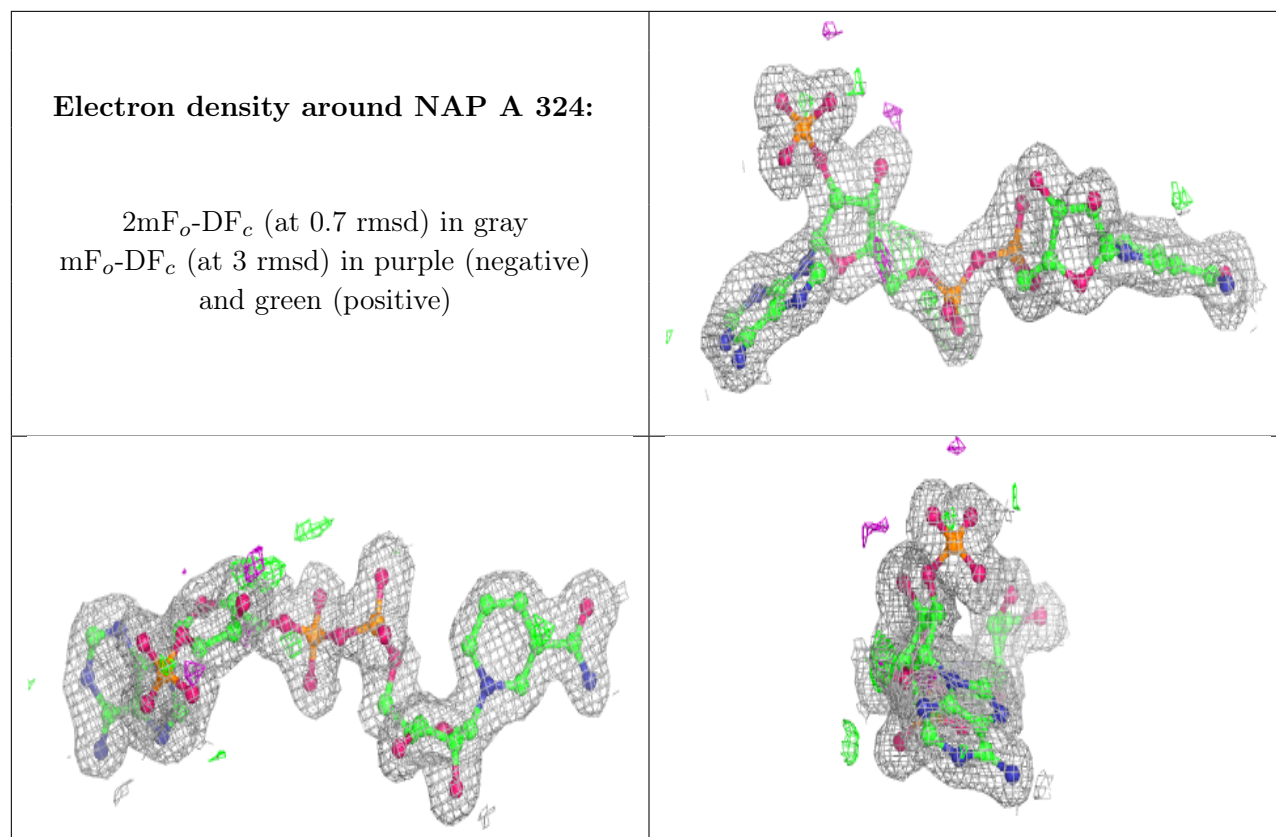 Electron density around NAP A 324:
2mFo-DFc (at 0.7 rmsd) in gray
mFo-DFc (at 3 rmsd) in purple (negative)
and green (positive)